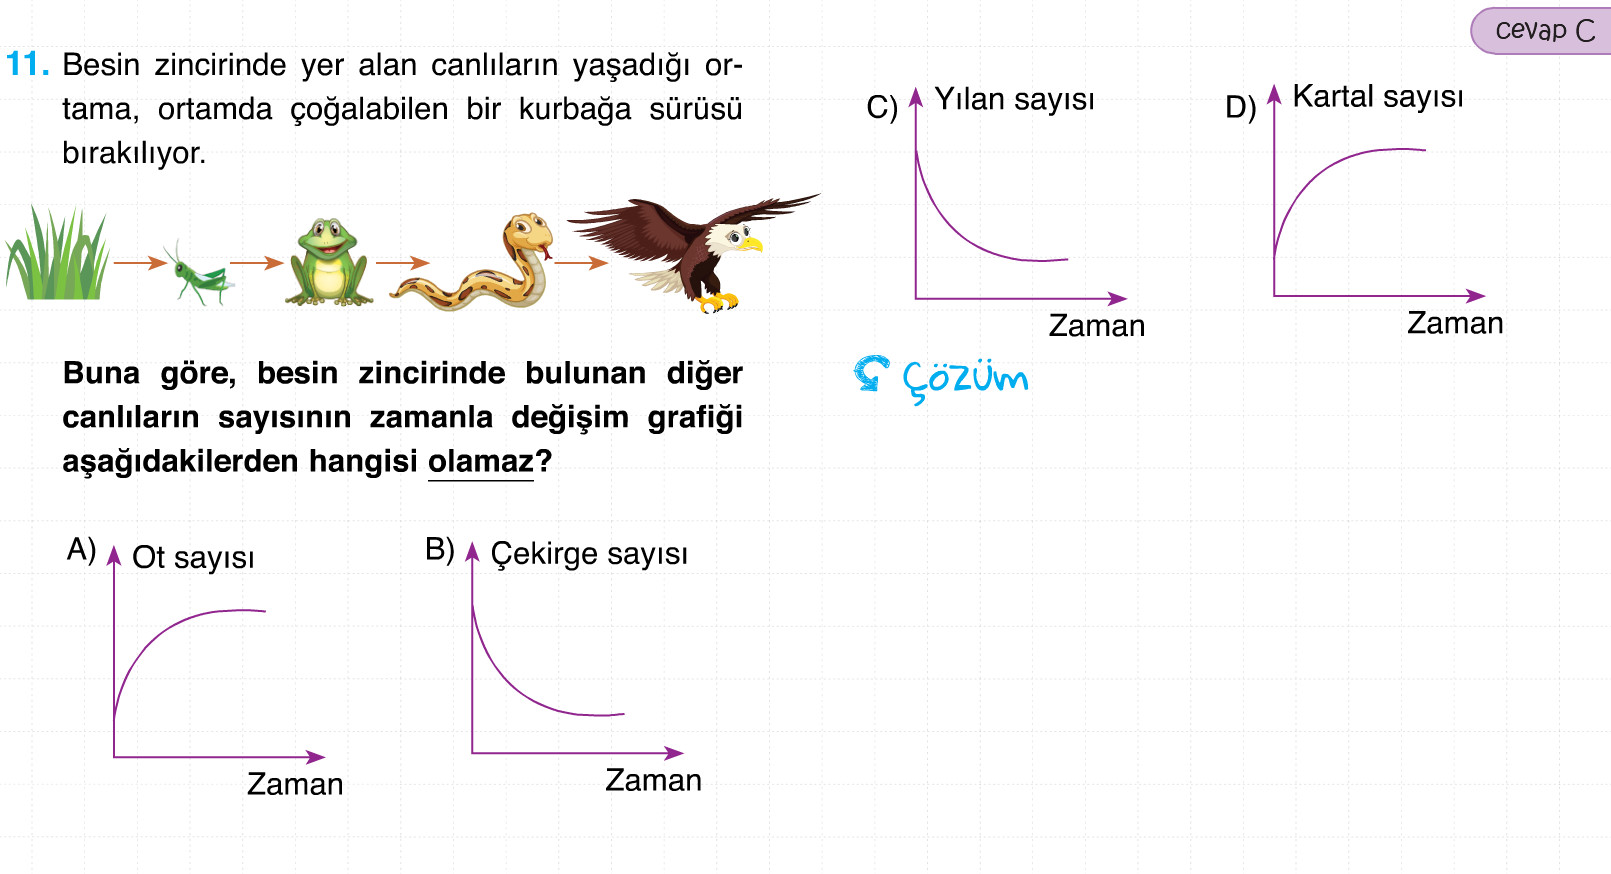 cevap C
11. Besin zincirinde yer alan canlıların yaşadığı or-
tama, ortamda çoğalabilen bir kurbağa sürüsü
bırakılıyor.
Buna göre, besin zincirinde bulunan diğer
canlıların sayısının zamanla değişim grafiği
aşağıdakilerden hangisi olamaz?
A) Ot sayısı
Zaman
B) Çekirge sayısı
Zaman
C) Yılan sayısı
Zaman
D) Kartal sayısı
Zaman
Çözüm